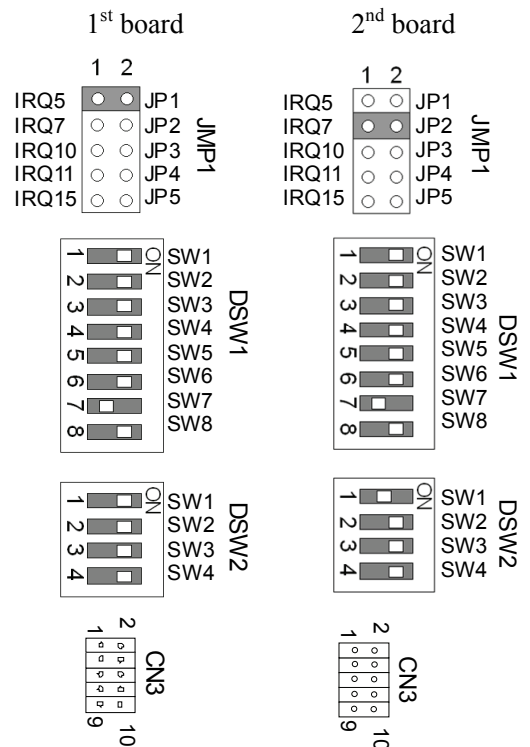 1st board
1 2
IRQ5 JP1
IRQ7 JP2
IRQ10 JP3
IRQ11 JP4
IRQ15 JP5
JMP1
1 ON SW1
2 SW2
3 SW3
4 SW4
5 SW5
6 SW6
7 SW7
8 SW8
DSW1
1 ON SW1
2 SW2
3 SW3
4 SW4
DSW2
1 2
CN3
9 10
2nd board
1 2
IRQ5 JP1
IRQ7 JP2
IRQ10 JP3
IRQ11 JP4
IRQ15 JP5
JMP1
1 ON SW1
2 SW2
3 SW3
4 SW4
5 SW5
6 SW6
7 SW7
8 SW8
DSW1
1 ON SW1
2 SW2
3 SW3
4 SW4
DSW2
1 2
CN3
9 10